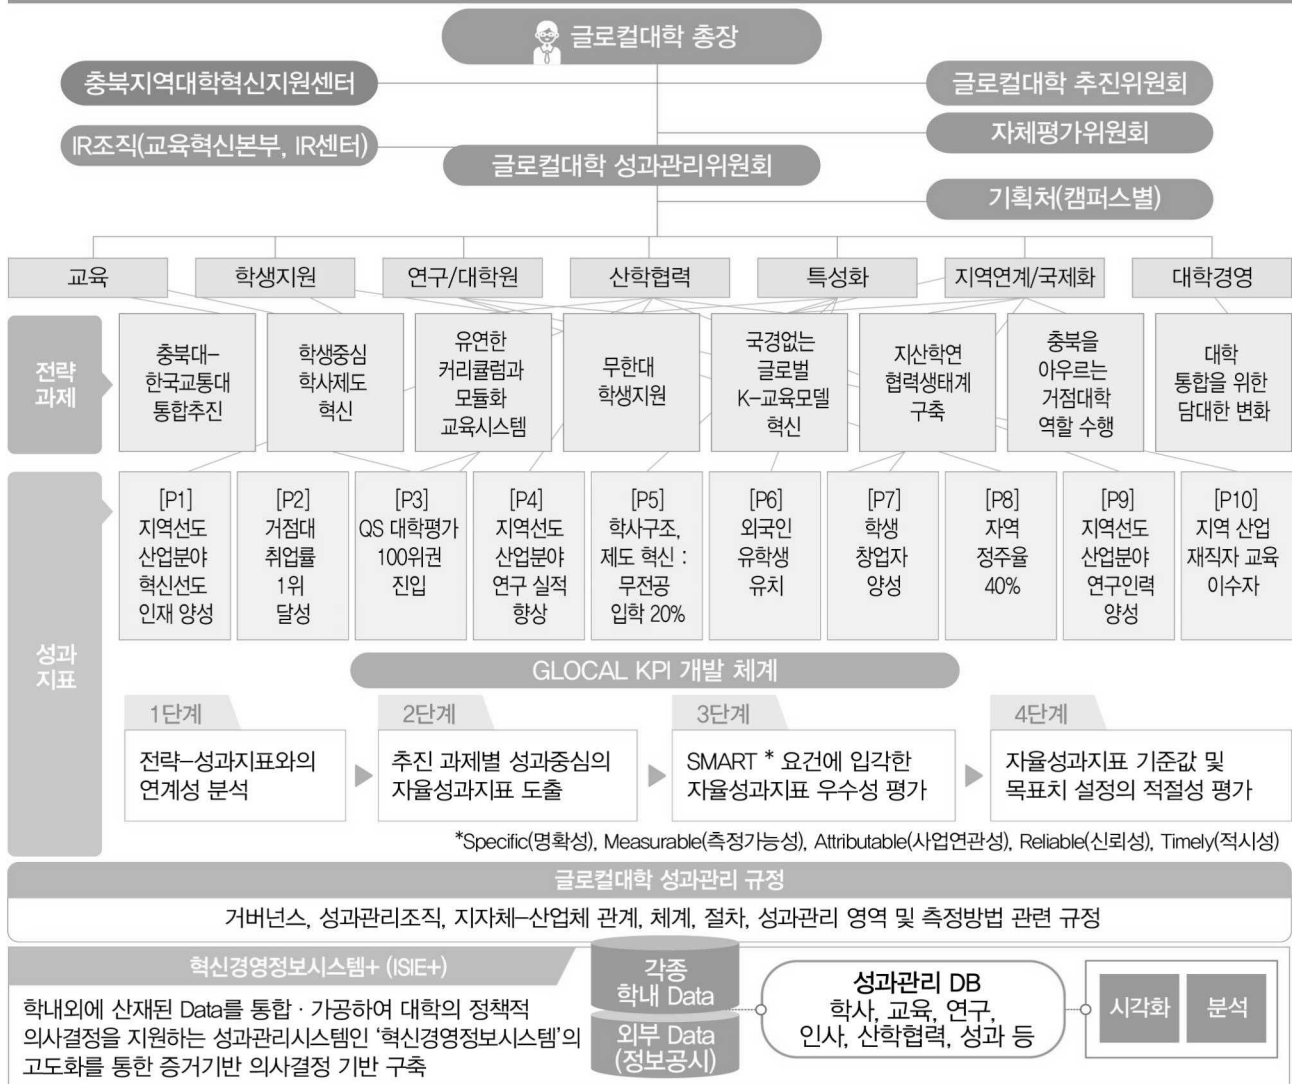 글로컬대학 총장
충북지역대학혁신지원센터
글로컬대학 추진위원회
IR조직(교육혁신본부, IR센터)
자체평가위원회
글로컬대학 성과관리위원회
기획처(캠퍼스별)
교육
학생지원
연구/대학원
산학협력
특성화
지역연계/국제화
대학경영
전략
과제
충북대–
한국교통대
통합추진
학생중심
학사제도
혁신
유연한
커리큘럼과
모듈화
교육시스템
무한대
학생지원
국경없는
글로벌
K–교육모델
혁신
지산학연
협력생태계
구축
충북을
아우르는
거점대학
역할 수행
대학
통합을 위한
담대한 변화
성과
지표
[P1]
지역선도
산업분야
혁신선도
인재 양성
[P2]
거점대
취업률
1위
달성
[P3]
QS 대학평가
100위권
진입
[P4]
지역선도
산업분야
연구 실적
향상
[P5]
학사구조,
제도 혁신 :
무전공
입학 20%
[P6]
외국인
유학생
유치
[P7]
학생
창업자
양성
[P8]
자역
정주율
40%
[P9]
지역선도
산업분야
연구인력
양성
[P10]
지역 산업
재직자 교육
이수자
GLOCAL KPI 개발 체계
1단계
전략–성과지표와의
연계성 분석
2단계
추진 과제별 성과중심의
자율성과지표 도출
3단계
SMART * 요건에 입각한
자율성과지표 우수성 평가
4단계
자율성과지표 기준값 및
목표치 설정의 적절성 평가
*Specific(명확성), Measurable(측정가능성), Attributable(사업연관성), Reliable(신뢰성), Timely(적시성)
글로컬대학 성과관리 규정
거버넌스, 성과관리조직, 지자체–산업체 관계, 체계, 절차, 성과관리 영역 및 측정방법 관련 규정
혁신경영정보시스템+ (ISIE+)
학내외에 산재된 Data를 통합 · 가공하여 대학의 정책적
의사결정을 지원하는 성과관리시스템인 ‘혁신경영정보시스템’의
고도화를 통한 증거기반 의사결정 기반 구축
각종
학내 Data
외부 Data
(정보공시)
성과관리 DB
학사, 교육, 연구,
인사, 산학협력, 성과 등
시각화
분석